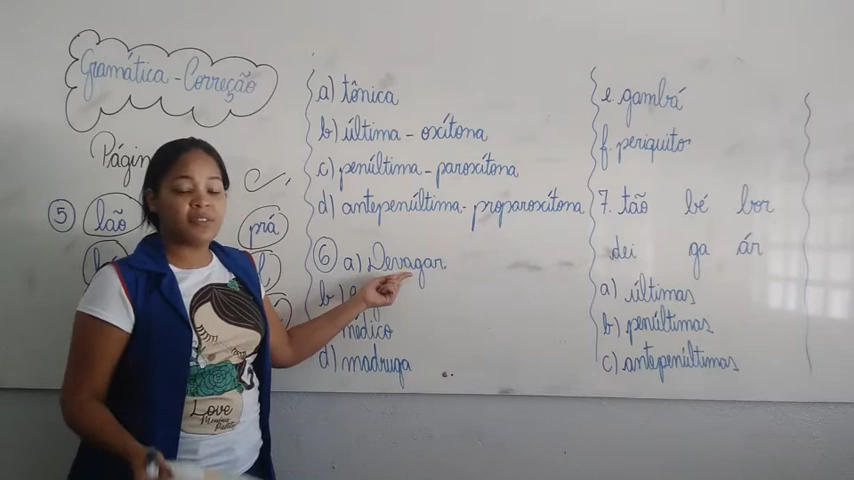 Gramática - Correção
Págin
5 lão prá
a) tônica
b) última - oxítona
c) penúltima - paroxítona
d) antepenúltima - proparoxítona
6 a) Devagar
b)
médico
d) madruga
e. gambá
f. periquito
7. tão bé bor
dei ga ár
a) últimas
b) penúltimas
c) antepenúltimas
Love